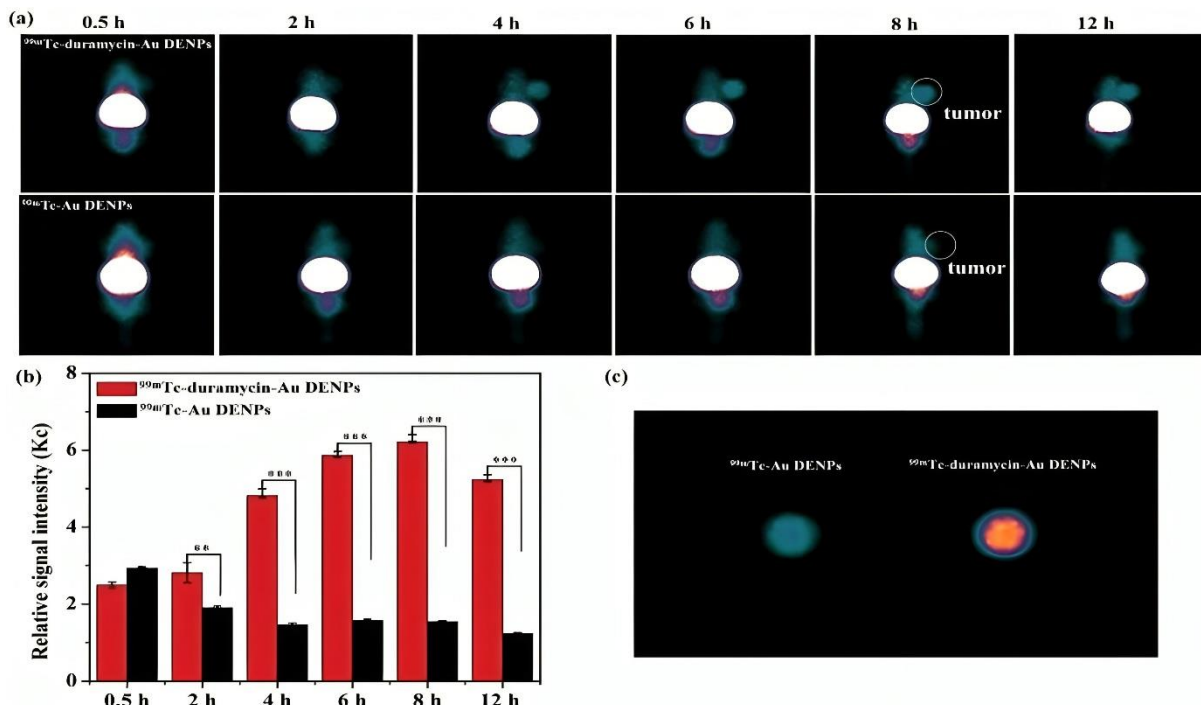 (a)
0.5 h 2 h 4 h 6 h 8 h 12 h
99mTc-duramycin-Au DENPs
tumor
99mTc-Au DENPs
tumor
(b)
8
6
4
2
0
Relative signal intensity (Kc)
99mTc-duramycin-Au DENPs
99mTc-Au DENPs
** *** *** *** ***
0.5 h 2 h 4 h 6 h 8 h 12 h
(c)
99mTc-Au DENPs 99mTc-duramycin-Au DENPs